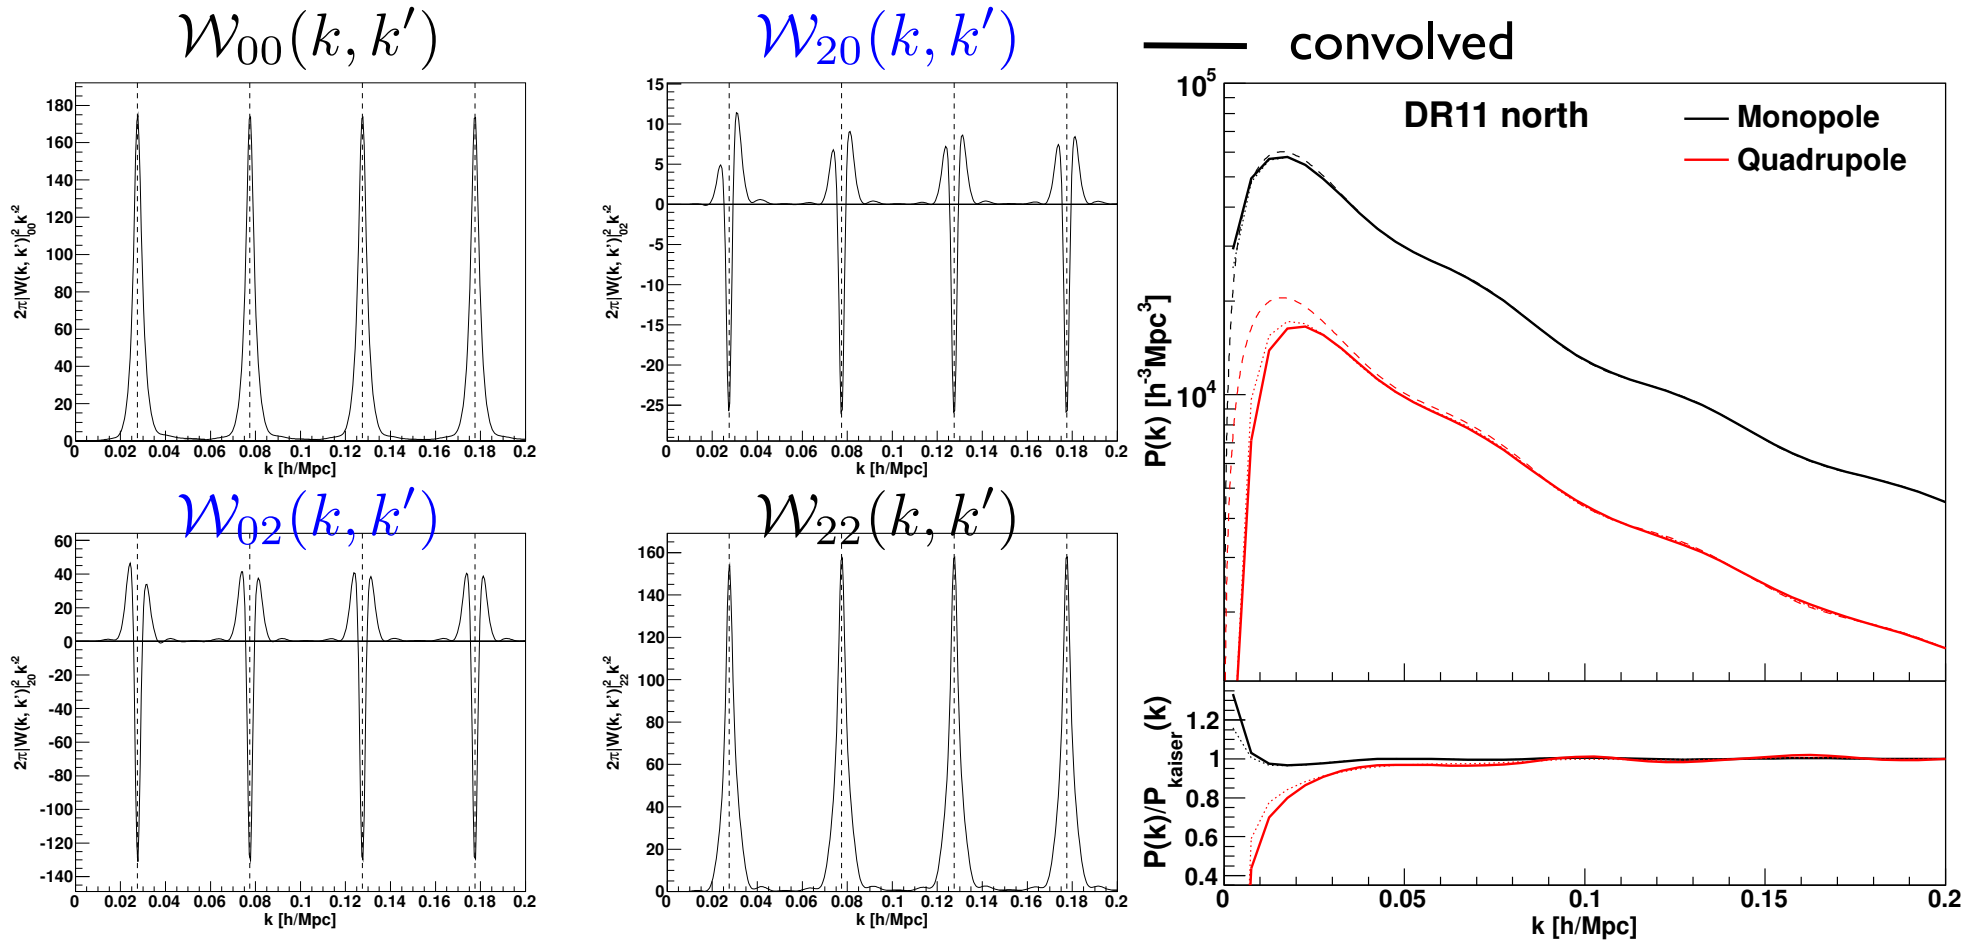 𝒲₀₀(k, k′)
180
160
140
120
100
80
60
40
20
0
2π|W(k, k')|²₀₀k'²
0 0.02 0.04 0.06 0.08 0.1 0.12 0.14 0.16 0.18 0.2
k [h/Mpc]
𝒲₂₀(k, k′)
15
10
5
0
-5
-10
-15
-20
-25
2π|W(k, k')|²₀₂k'²
0 0.02 0.04 0.06 0.08 0.1 0.12 0.14 0.16 0.18 0.2
k [h/Mpc]
𝒲₀₂(k, k′)
60
40
20
0
-20
-40
-60
-80
-100
-120
-140
2π|W(k, k')|²₂₀k'²
0 0.02 0.04 0.06 0.08 0.1 0.12 0.14 0.16 0.18 0.2
k [h/Mpc]
𝒲₂₂(k, k′)
160
140
120
100
80
60
40
20
0
2π|W(k, k')|²₂₂k'²
0 0.02 0.04 0.06 0.08 0.1 0.12 0.14 0.16 0.18 0.2
k [h/Mpc]
convolved
DR11 north
Monopole
Quadrupole
10⁵
10⁴
P(k) [h⁻³Mpc³]
1.2
1
0.8
0.6
0.4
P(k)/P_kaiser(k)
0 0.05 0.1 0.15 0.2
k [h/Mpc]